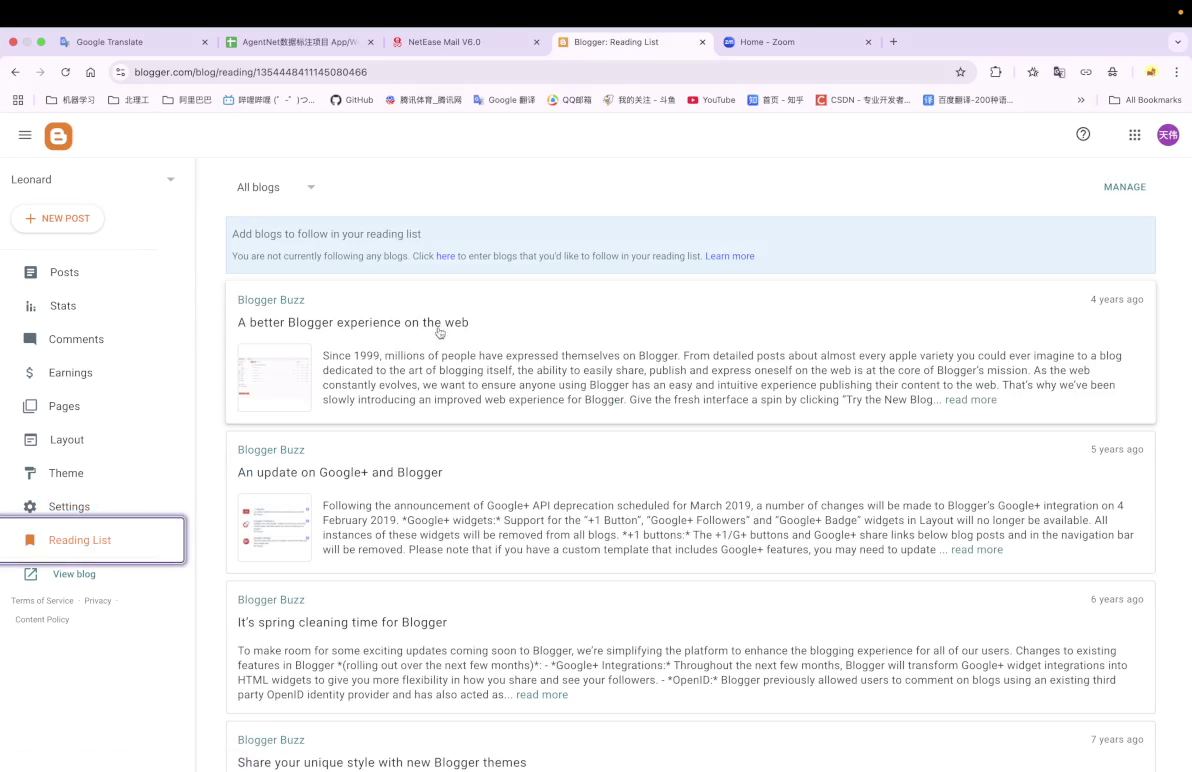 Google Translate
AgentNet数据标注项目 App/W
NetEase Mail V6.0
Blogger: Reading List
zm
Home - Zoom
blogger.com/blog/reading/1354448411145080466
机器学习
北理工
阿里巴巴
哔哩哔哩 (゜-゜)つ...
GitHub
腾讯体育_腾讯网
Google 翻译
QQ邮箱
我的关注 - 斗鱼
YouTube
知 首页 - 知乎
C CSDN - 专业开发者...
译 百度翻译-200种语...
All Bookmarks
天伟
Leonard
NEW POST
Posts
Stats
Comments
Earnings
Pages
Layout
Theme
Settings
Reading List
View blog
Terms of Service · Privacy ·
Content Policy
All blogs
MANAGE
Add blogs to follow in your reading list
You are not currently following any blogs. Click here to enter blogs that you'd like to follow in your reading list. Learn more
Blogger Buzz
4 years ago
A better Blogger experience on the web
Since 1999, millions of people have expressed themselves on Blogger. From detailed posts about almost every apple variety you could ever imagine to a blog
dedicated to the art of blogging itself, the ability to easily share, publish and express oneself on the web is at the core of Blogger's mission. As the web
constantly evolves, we want to ensure anyone using Blogger has an easy and intuitive experience publishing their content to the web. That's why we've been
slowly introducing an improved web experience for Blogger. Give the fresh interface a spin by clicking “Try the New Blog... read more
Blogger Buzz
5 years ago
An update on Google+ and Blogger
Following the announcement of Google+ API deprecation scheduled for March 2019, a number of changes will be made to Blogger's Google+ integration on 4
February 2019. *Google+ widgets:* Support for the “+1 Button”, “Google+ Followers” and “Google+ Badge” widgets in Layout will no longer be available. All
instances of these widgets will be removed from all blogs. *+1 buttons:* The +1/G+ buttons and Google+ share links below blog posts and in the navigation bar
will be removed. Please note that if you have a custom template that includes Google+ features, you may need to update ... read more
Blogger Buzz
6 years ago
It's spring cleaning time for Blogger
To make room for some exciting updates coming soon to Blogger, we're simplifying the platform to enhance the blogging experience for all of our users. Changes to existing
features in Blogger *(rolling out over the next few months)*: - *Google+ Integrations:* Throughout the next few months, Blogger will transform Google+ widget integrations into
HTML widgets to give you more flexibility in how you share and see your followers. - *OpenID:* Blogger previously allowed users to comment on blogs using an existing third
party OpenID identity provider and has also acted as... read more
Blogger Buzz
7 years ago
Share your unique style with new Blogger themes